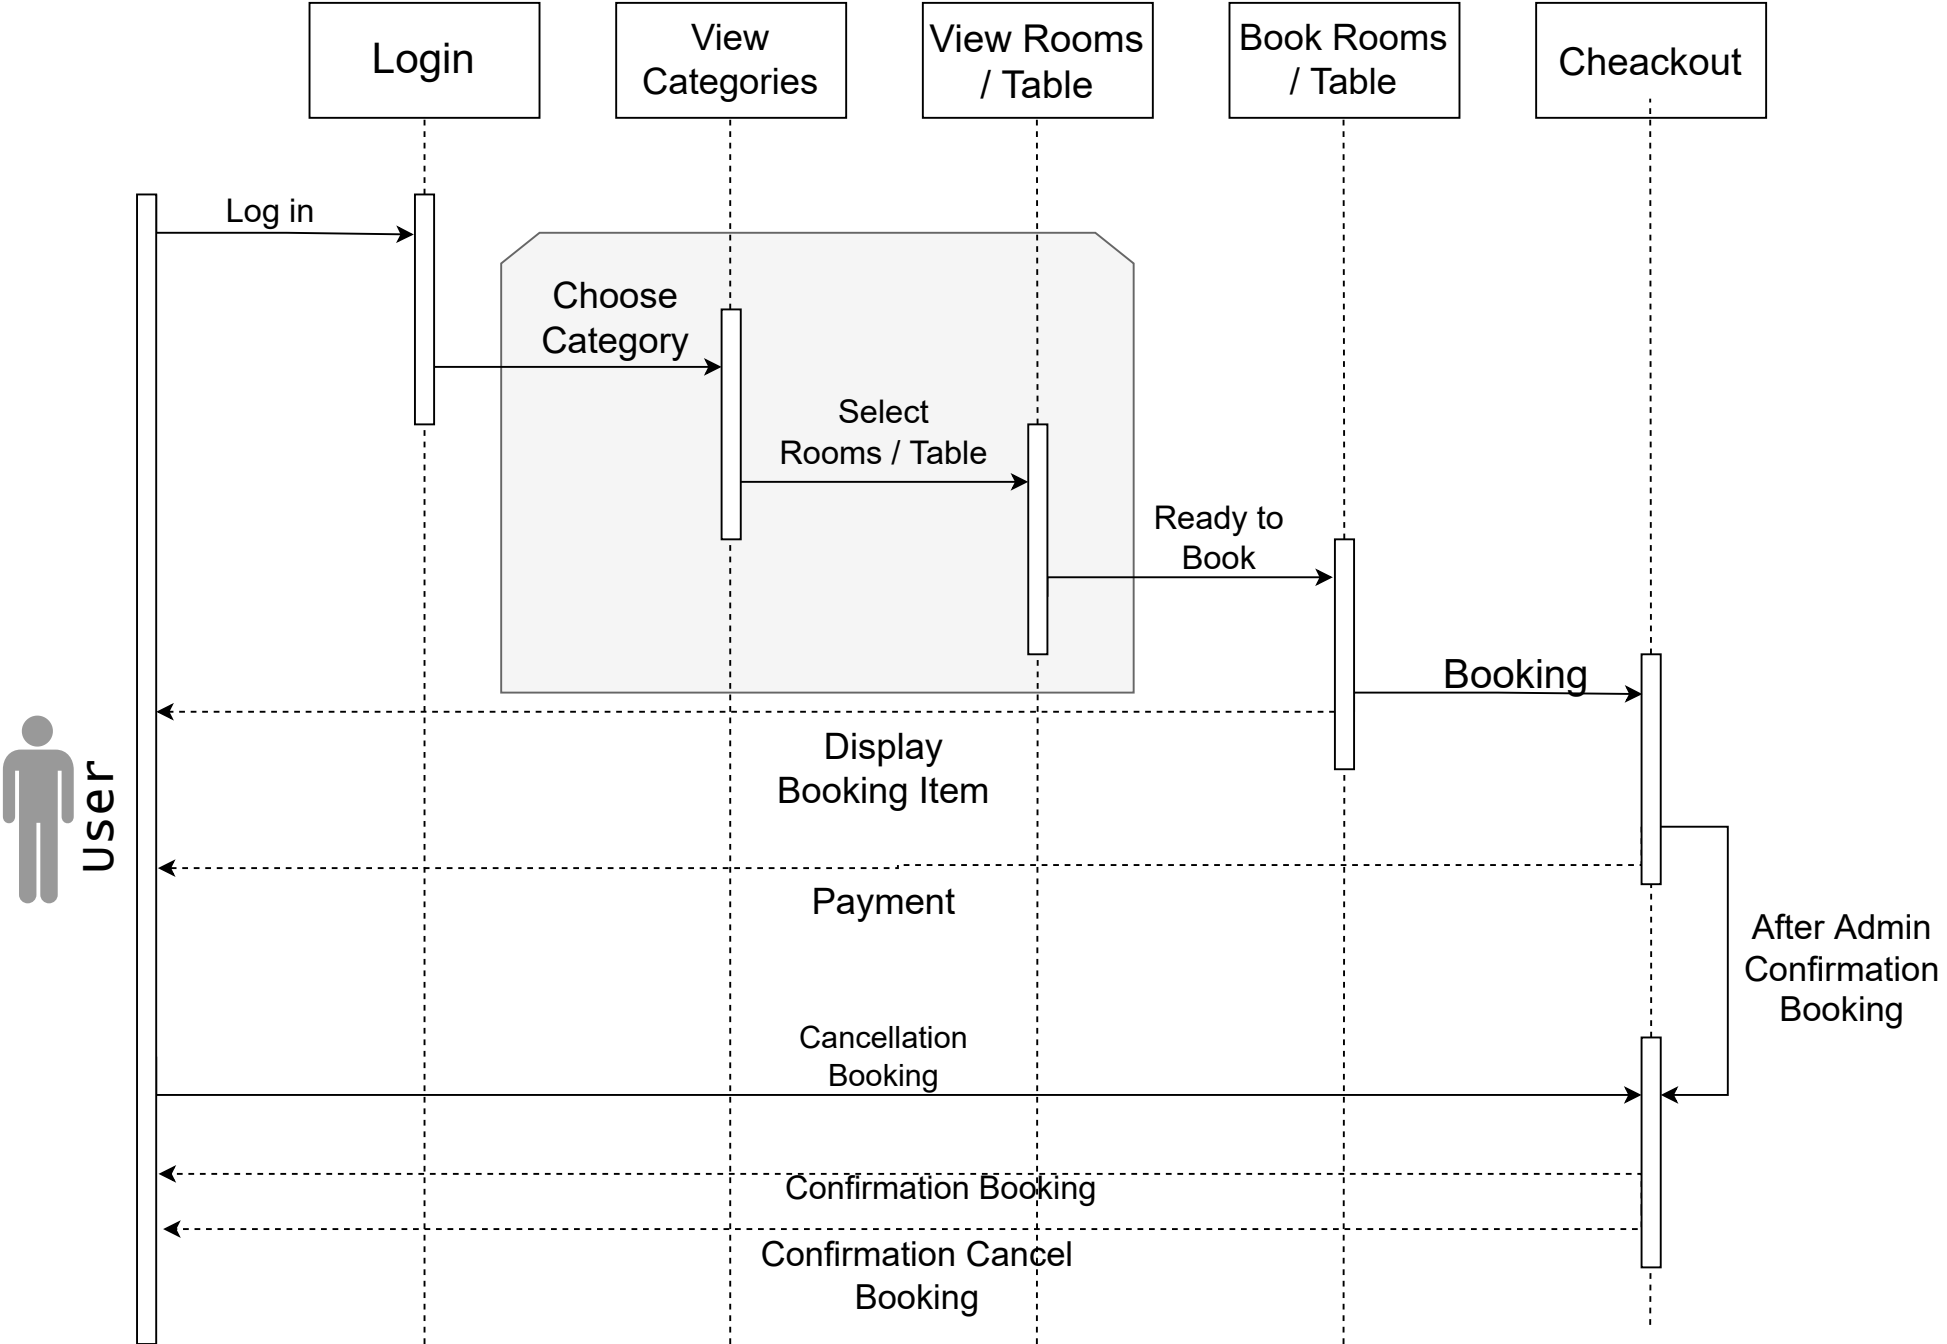 Login
View
Categories
View Rooms
/ Table
Book Rooms
/ Table
Cheackout
Log in
Choose
Category
Select
Rooms / Table
Ready to
Book
Booking
Display
Booking Item
User
Payment
After Admin
Confirmation
Booking
Cancellation
Booking
Confirmation Booking
Confirmation Cancel
Booking